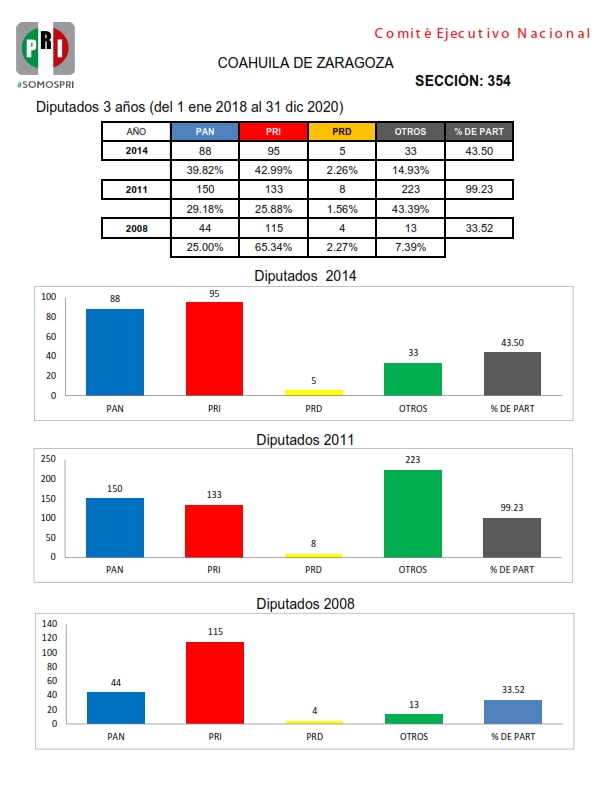 Comité Ejecutivo Nacional
PRI
#SOMOSPRI
COAHUILA DE ZARAGOZA
SECCIÓN: 354
Diputados 3 años (del 1 ene 2018 al 31 dic 2020)
AÑO PAN PRI PRD OTROS % DE PART
2014 88 95 5 33 43.50
39.82% 42.99% 2.26% 14.93%
2011 150 133 8 223 99.23
29.18% 25.88% 1.56% 43.39%
2008 44 115 4 13 33.52
25.00% 65.34% 2.27% 7.39%
Diputados 2014
100
80
60
40
20
0
88 95 5 33 43.50
PAN PRI PRD OTROS % DE PART
Diputados 2011
250
200
150
100
50
0
150 133 8 223 99.23
PAN PRI PRD OTROS % DE PART
Diputados 2008
140
120
100
80
60
40
20
0
44 115 4 13 33.52
PAN PRI PRD OTROS % DE PART